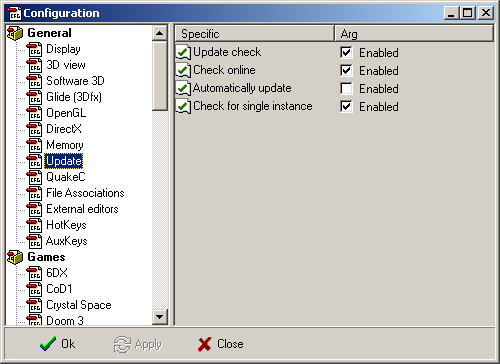 Configuration
General
Display
3D view
Software 3D
Glide (3Dfx)
OpenGL
DirectX
Memory
Update
QuakeC
File Associations
External editors
HotKeys
AuxKeys
Games
6DX
CoD1
Crystal Space
Doom 3
Specific Arg
Update check Enabled
Check online Enabled
Automatically update Enabled
Check for single instance Enabled
Ok Apply Close